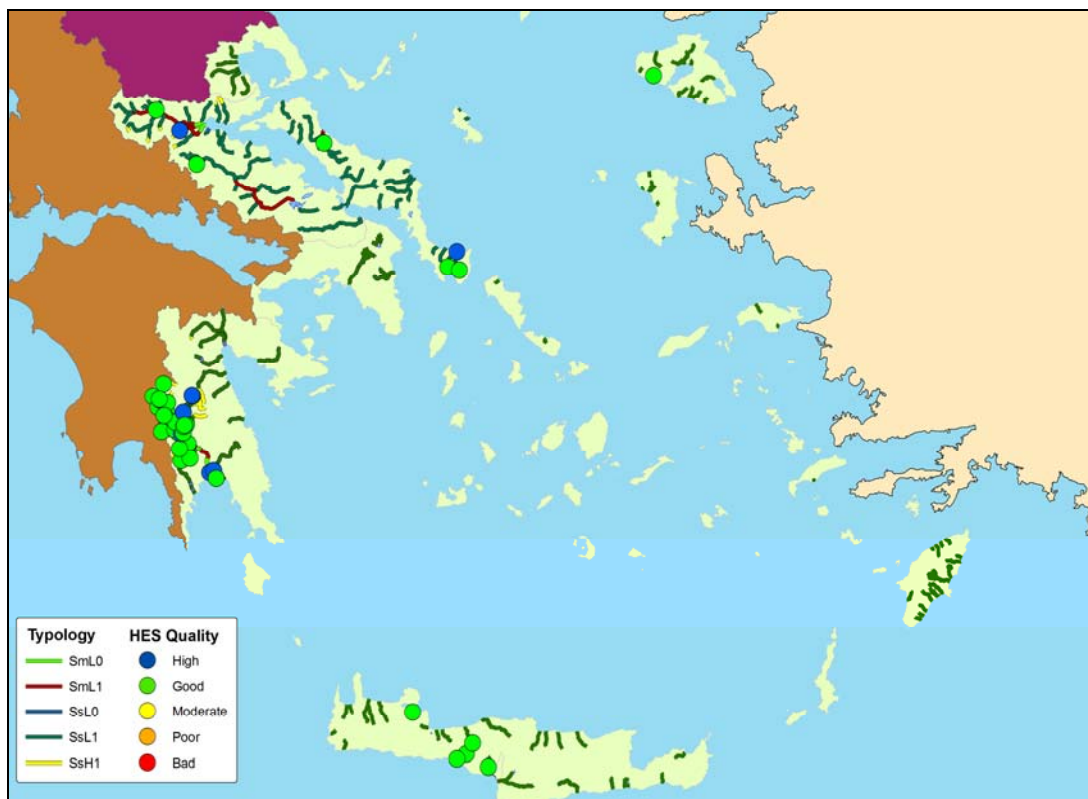 Typology HES Quality
SmL0 High
SmL1 Good
SsL0 Moderate
SsL1 Poor
SsH1 Bad